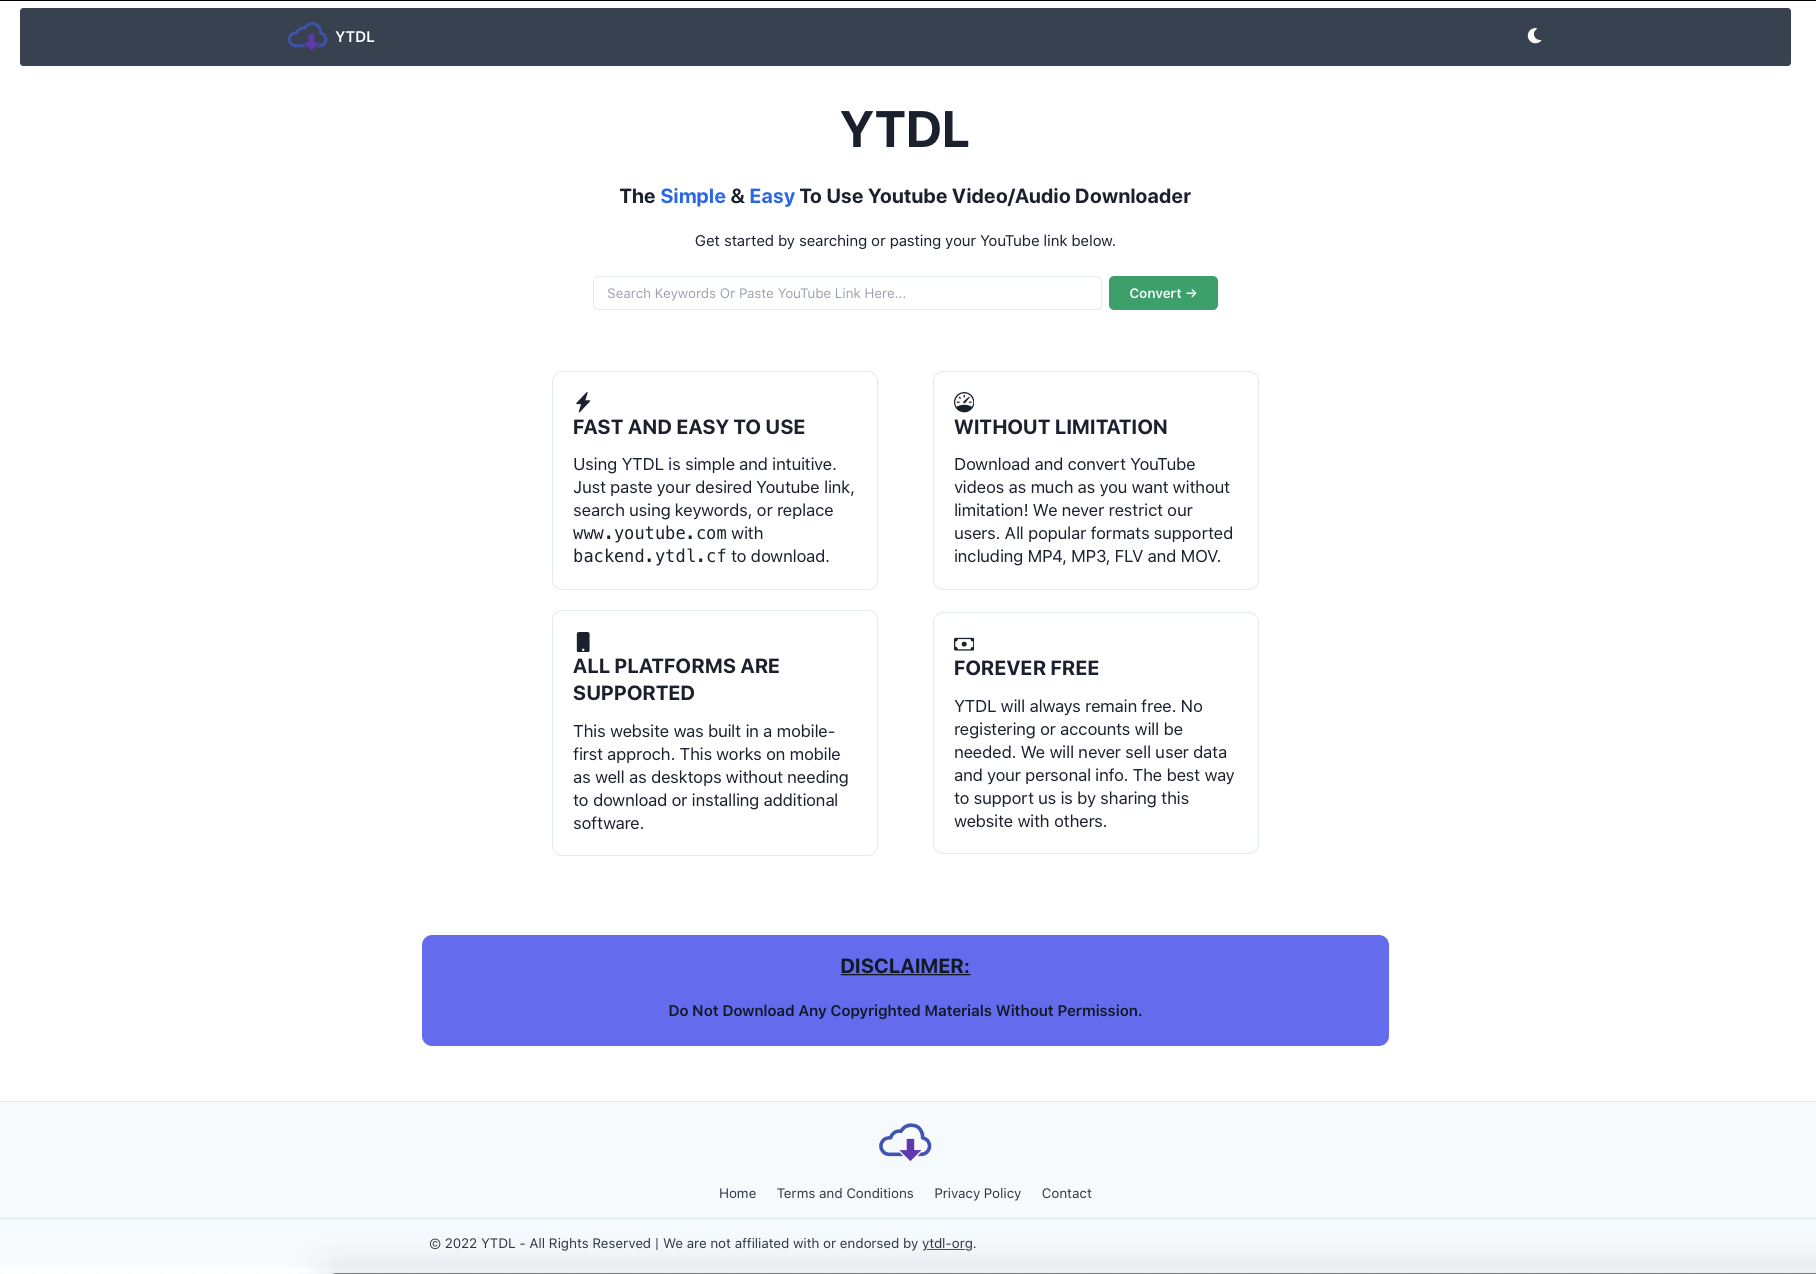 YTDL
YTDL
The Simple & Easy To Use Youtube Video/Audio Downloader
Get started by searching or pasting your YouTube link below.
Search Keywords Or Paste YouTube Link Here...
Convert →
FAST AND EASY TO USE
Using YTDL is simple and intuitive.
Just paste your desired Youtube link,
search using keywords, or replace
www.youtube.com with
backend.ytdl.cf to download.
WITHOUT LIMITATION
Download and convert YouTube
videos as much as you want without
limitation! We never restrict our
users. All popular formats supported
including MP4, MP3, FLV and MOV.
ALL PLATFORMS ARE
SUPPORTED
This website was built in a mobile-
first approch. This works on mobile
as well as desktops without needing
to download or installing additional
software.
FOREVER FREE
YTDL will always remain free. No
registering or accounts will be
needed. We will never sell user data
and your personal info. The best way
to support us is by sharing this
website with others.
DISCLAIMER:
Do Not Download Any Copyrighted Materials Without Permission.
Home Terms and Conditions Privacy Policy Contact
© 2022 YTDL - All Rights Reserved | We are not affiliated with or endorsed by ytdl-org.